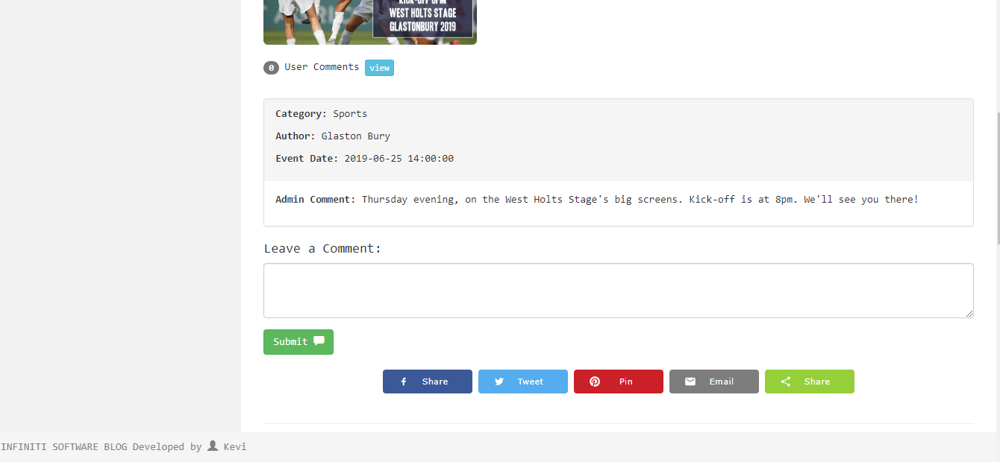 KICK-OFF 8PM
WEST HOLTS STAGE
GLASTONBURY 2019
0 User Comments view
Category: Sports
Author: Glaston Bury
Event Date: 2019-06-25 14:00:00
Admin Comment: Thursday evening, on the West Holts Stage's big screens. Kick-off is at 8pm. We'll see you there!
Leave a Comment:
Submit
Share Tweet Pin Email Share
INFINITI SOFTWARE BLOG Developed by Kevi